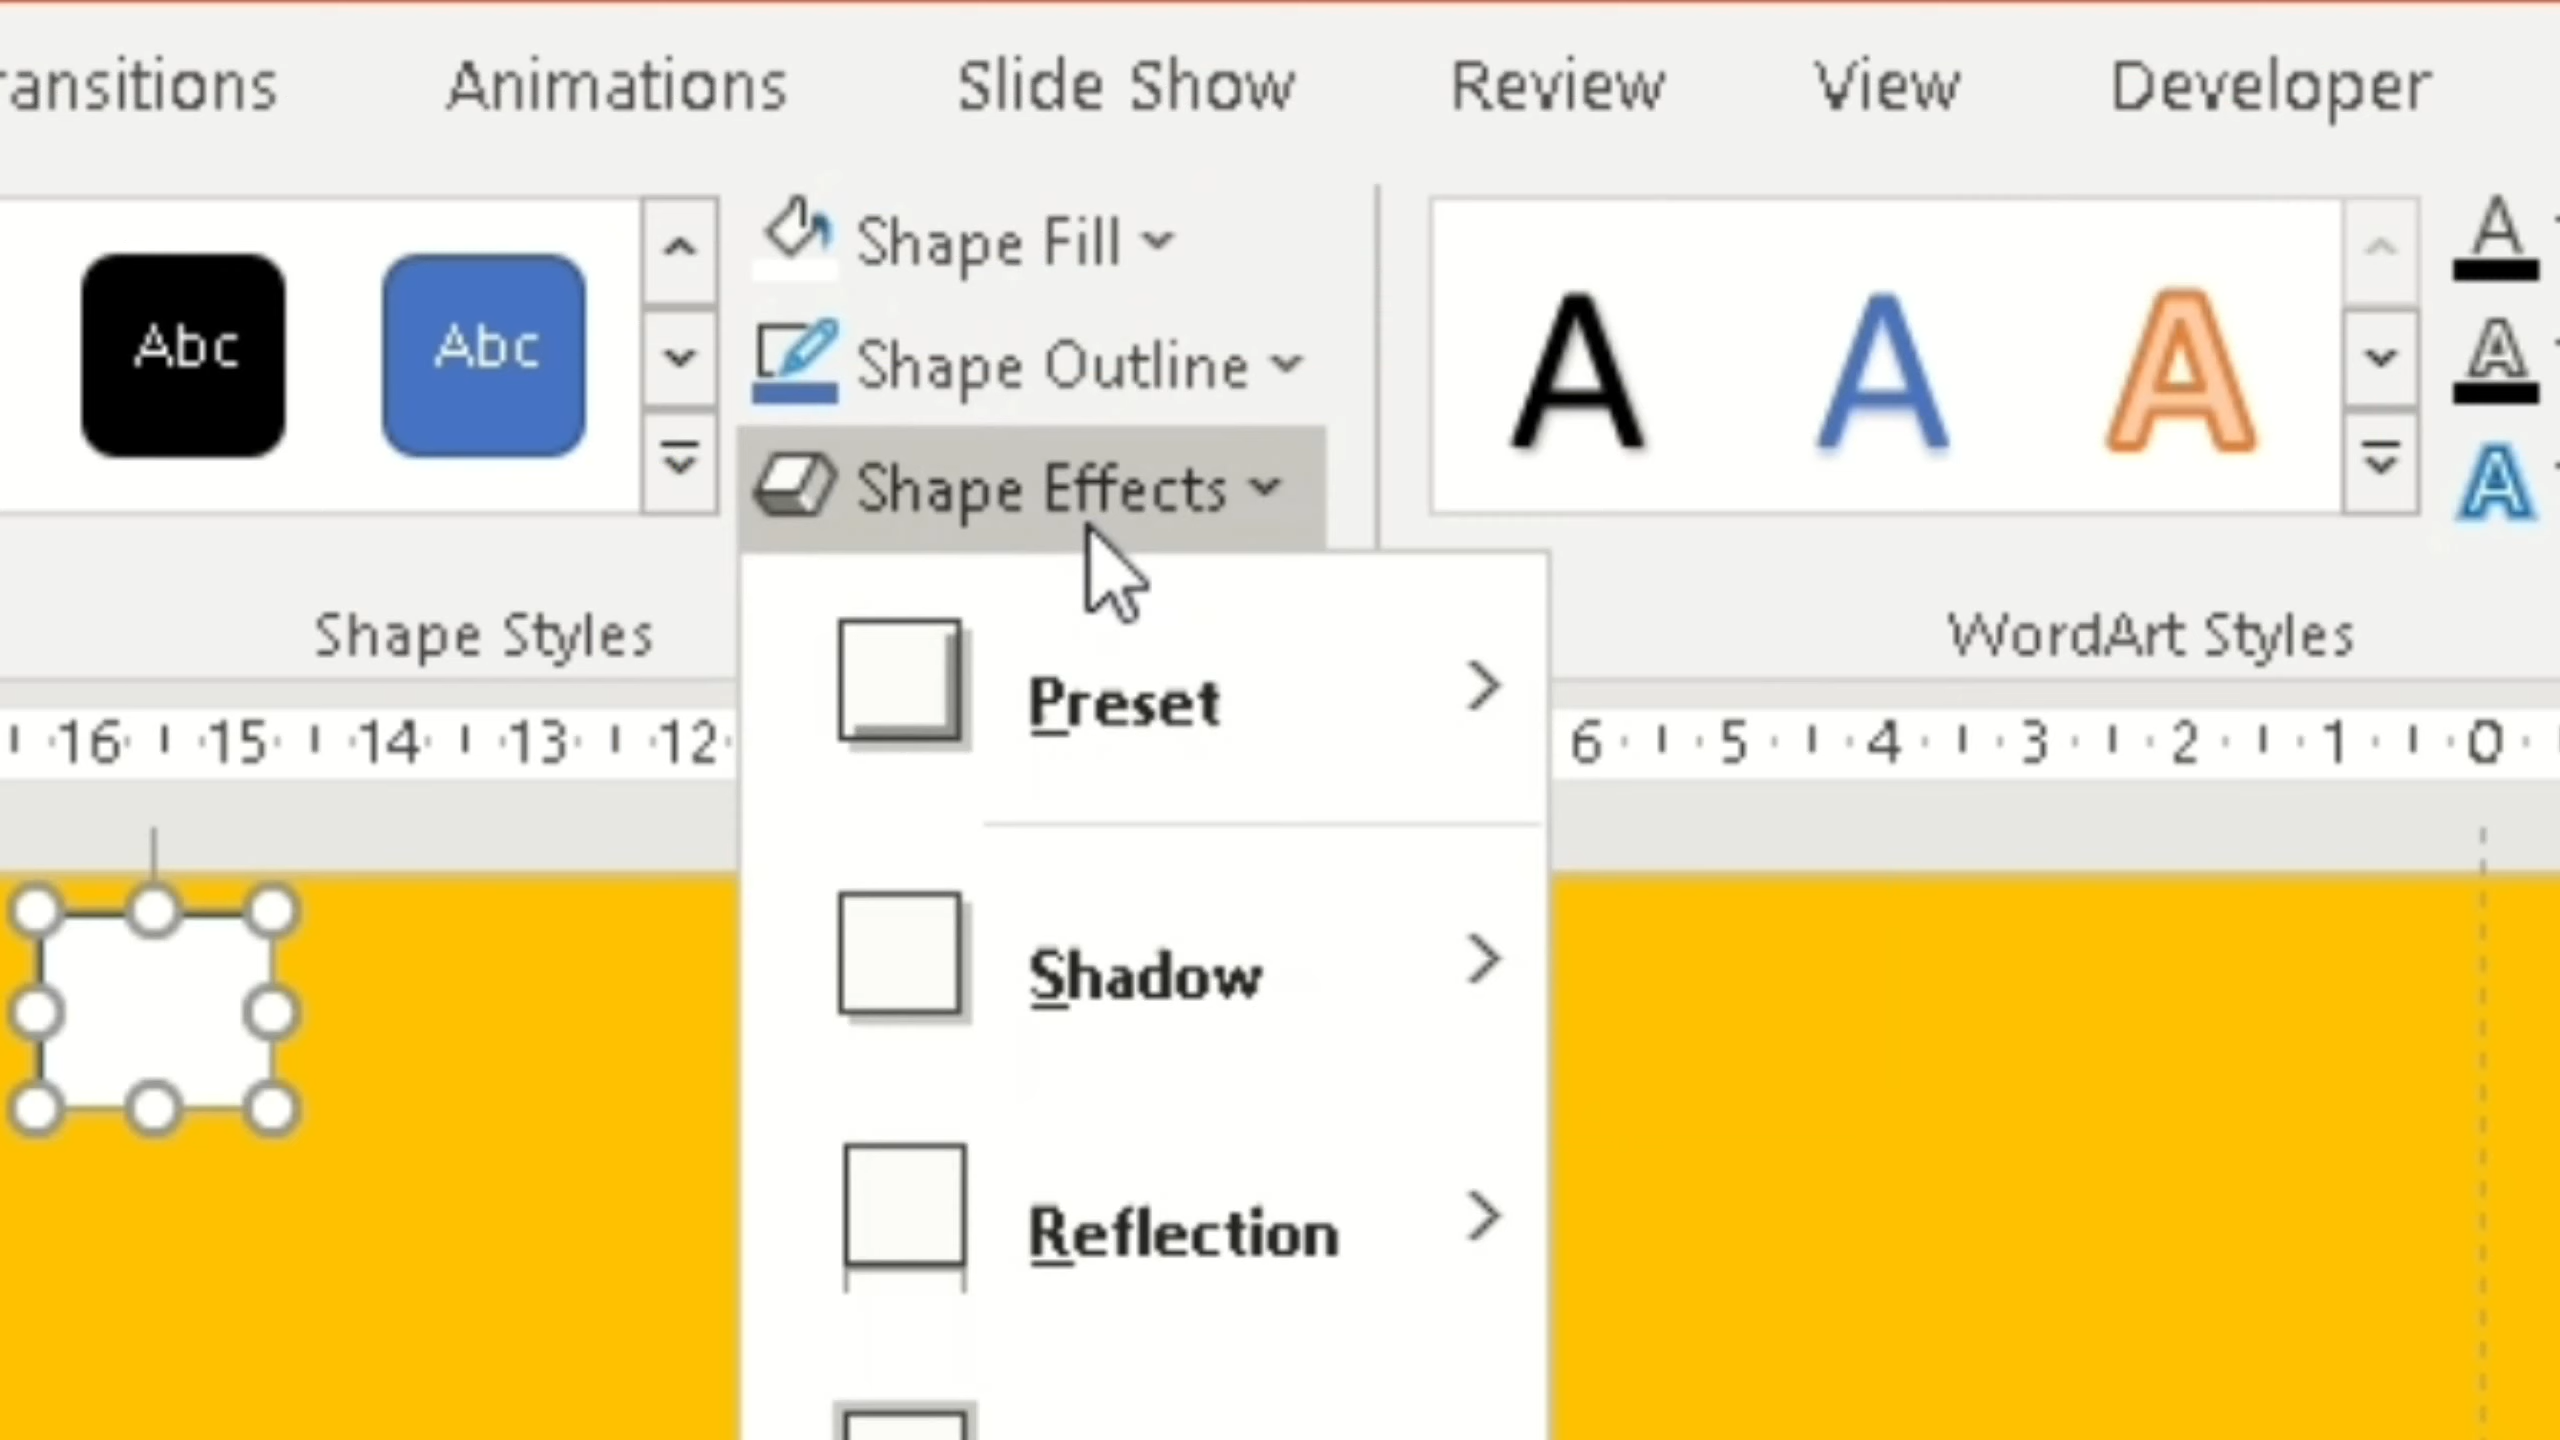 ransitions Animations Slide Show Review View Developer
Abc Abc
Shape Fill
Shape Outline
Shape Effects
A A A
A
A
A
Shape Styles
WordArt Styles
16 15 14 13 12 6 5 4 3 2 1 0
Preset
Shadow
Reflection